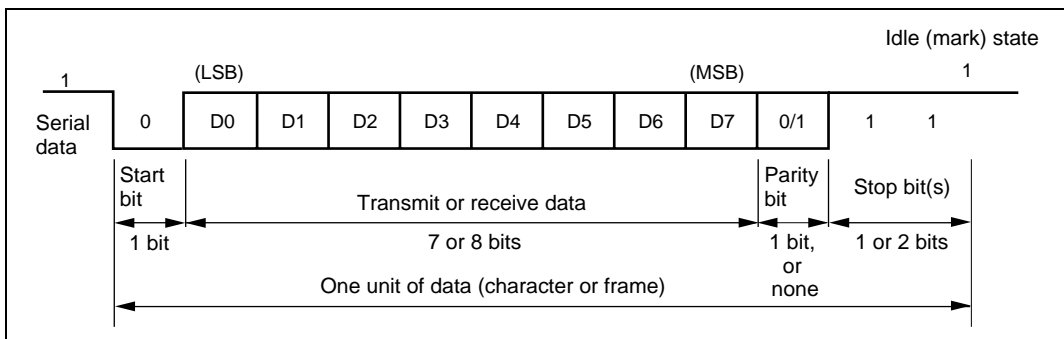 Idle (mark) state
1 (LSB) (MSB) 1
Serial data 0 D0 D1 D2 D3 D4 D5 D6 D7 0/1 1 1
Start bit
Transmit or receive data
Parity bit
Stop bit(s)
1 bit
7 or 8 bits
1 bit, or none
1 or 2 bits
One unit of data (character or frame)